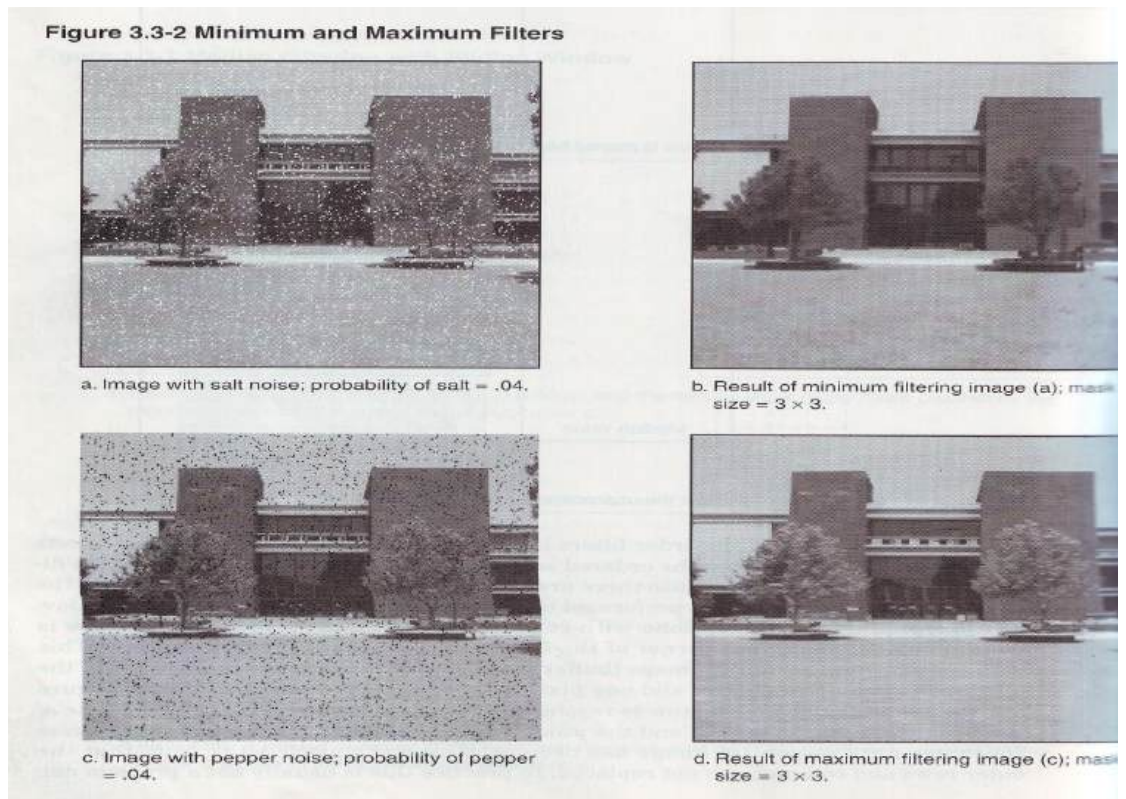 Figure 3.3-2 Minimum and Maximum Filters
a. Image with salt noise; probability of salt = .04.
b. Result of minimum filtering image (a); mask
size = 3 × 3.
c. Image with pepper noise; probability of pepper
= .04.
d. Result of maximum filtering image (c);
size = 3 × 3.